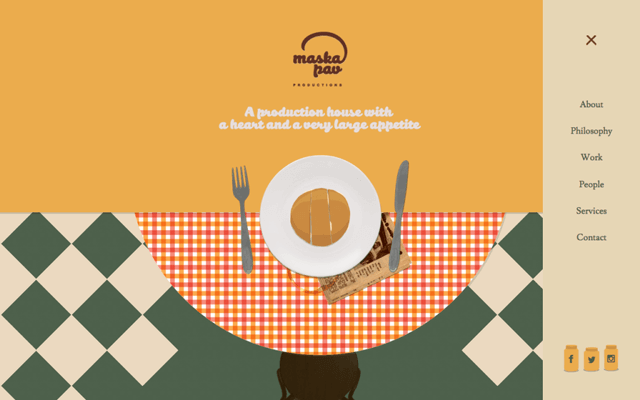 maska
pav
PRODUCTIONS
A production house with
a heart and a very large appetite
About
Philosophy
Work
People
Services
Contact